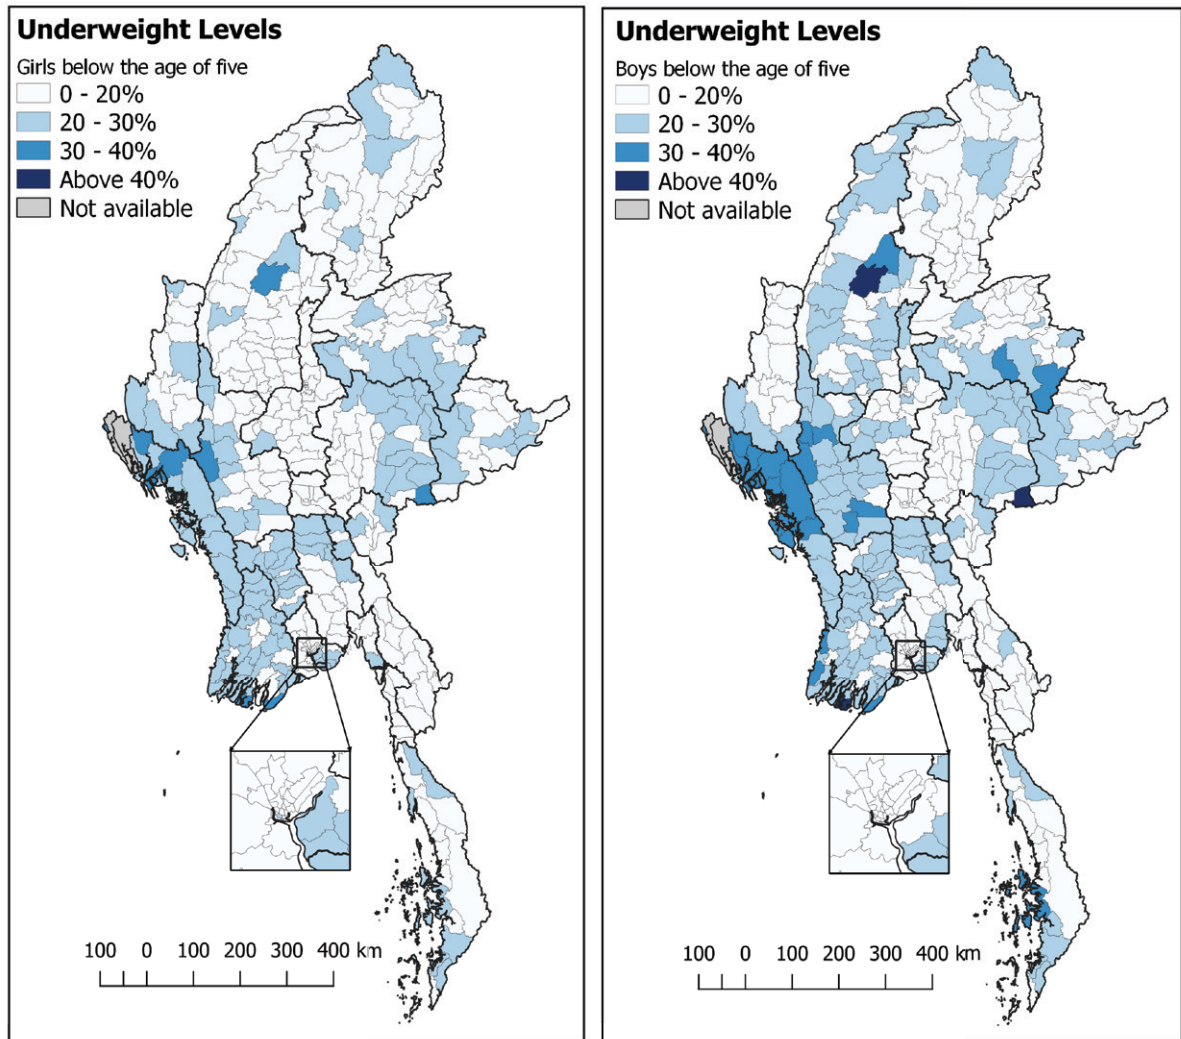 Underweight Levels
Girls below the age of five
0 - 20%
20 - 30%
30 - 40%
Above 40%
Not available
100 0 100 200 300 400 km
Underweight Levels
Boys below the age of five
0 - 20%
20 - 30%
30 - 40%
Above 40%
Not available
100 0 100 200 300 400 km